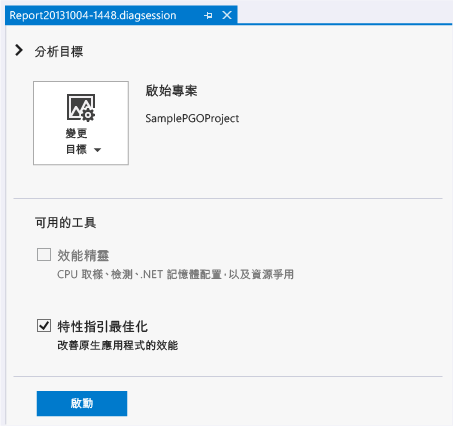 Report20131004-1448.diagsession
分析目標
啟始專案
SamplePGOProject
變更
目標
可用的工具
效能精靈
CPU 取樣、檢測、.NET 記憶體配置，以及資源爭用
特性指引最佳化
改善原生應用程式的效能
啟動